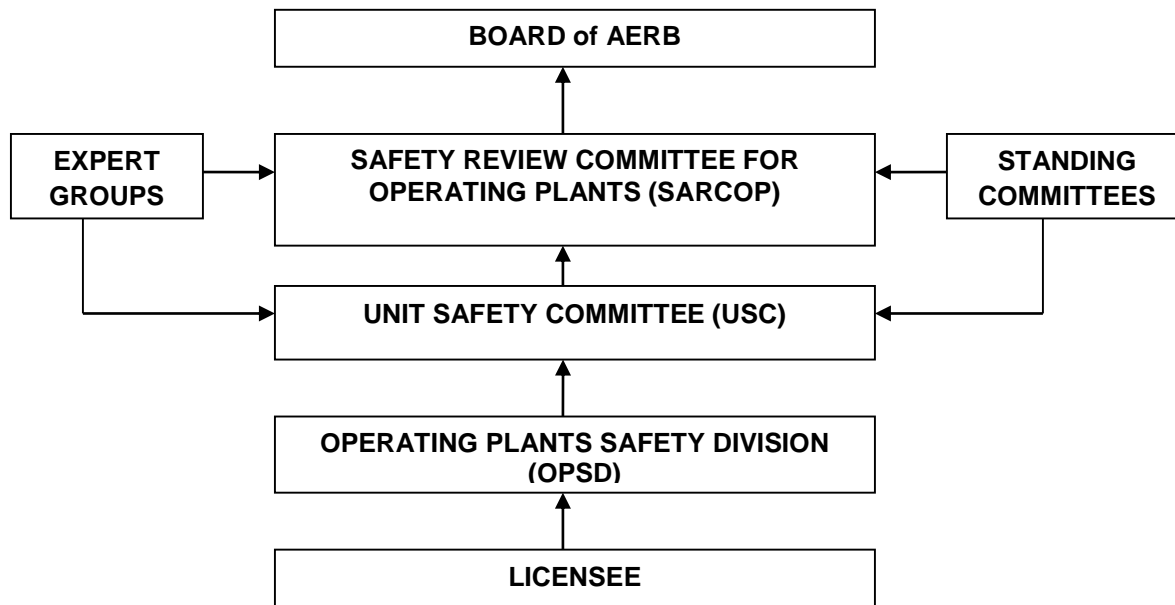 BOARD of AERB
EXPERT
GROUPS
SAFETY REVIEW COMMITTEE FOR
OPERATING PLANTS (SARCOP)
STANDING
COMMITTEES
UNIT SAFETY COMMITTEE (USC)
OPERATING PLANTS SAFETY DIVISION
(OPSD)
LICENSEE